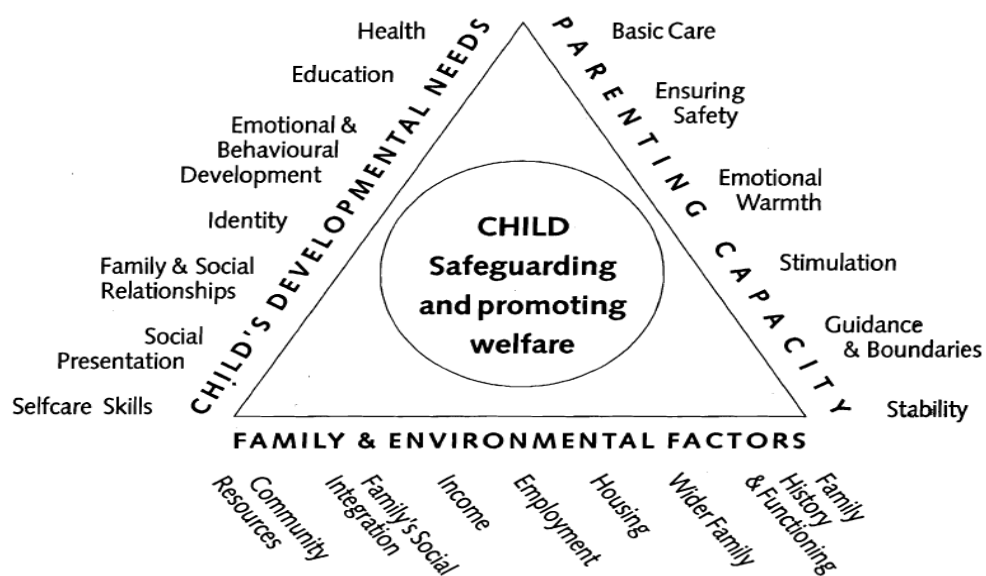 Health
Education
Emotional &
Behavioural
Development
Identity
Family & Social
Relationships
Social
Presentation
Selfcare Skills
CHILD'S DEVELOPMENTAL NEEDS
PARENTING CAPACITY
Basic Care
Ensuring
Safety
Emotional
Warmth
Stimulation
Guidance
& Boundaries
Stability
CHILD
Safeguarding
and promoting
welfare
FAMILY & ENVIRONMENTAL FACTORS
Community
Resources
Family's Social
Integration
Income
Employment
Housing
Wider Family
Family
History
& Functioning